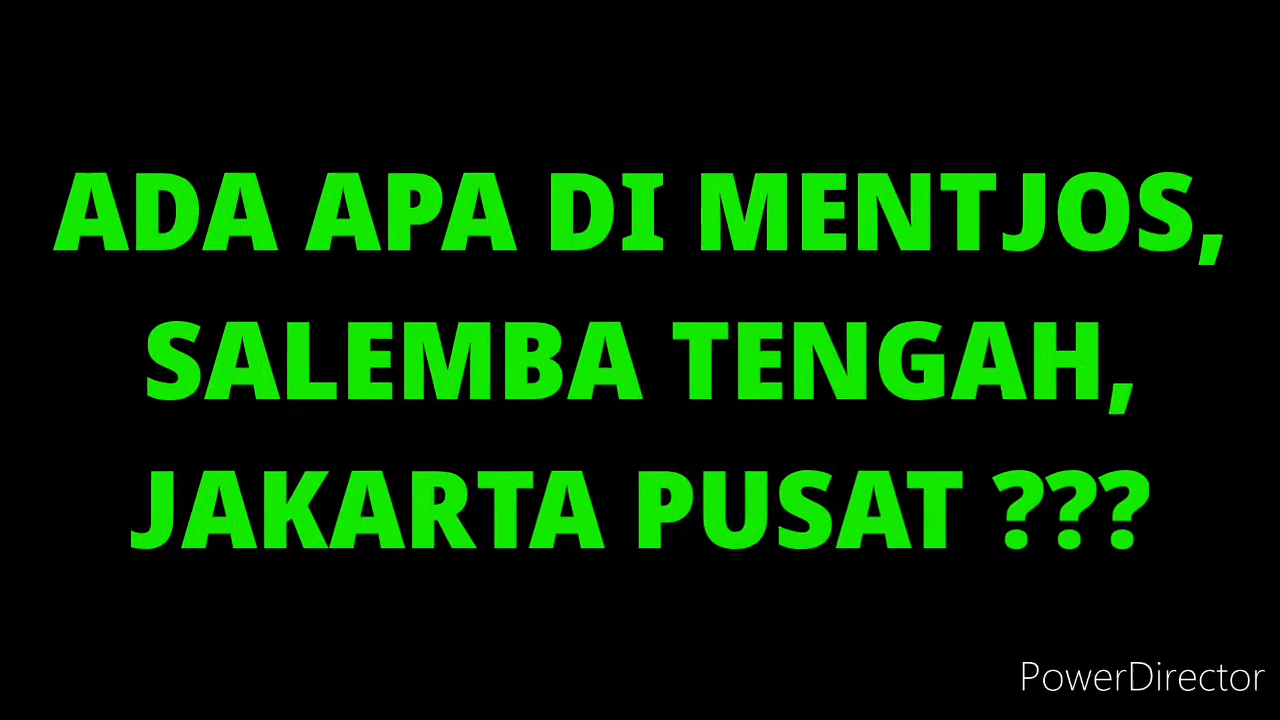 ADA APA DI MENTJOS,
SALEMBA TENGAH,
JAKARTA PUSAT ???
PowerDirector